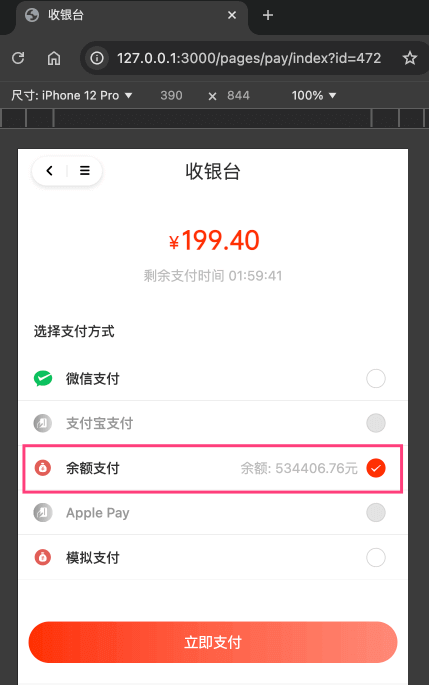 收银台
127.0.0.1:3000/pages/pay/index?id=472
尺寸: iPhone 12 Pro 390 × 844 100%
收银台
¥199.40
剩余支付时间 01:59:41
选择支付方式
微信支付
支付宝支付
余额支付 余额: 534406.76元
Apple Pay
模拟支付
立即支付